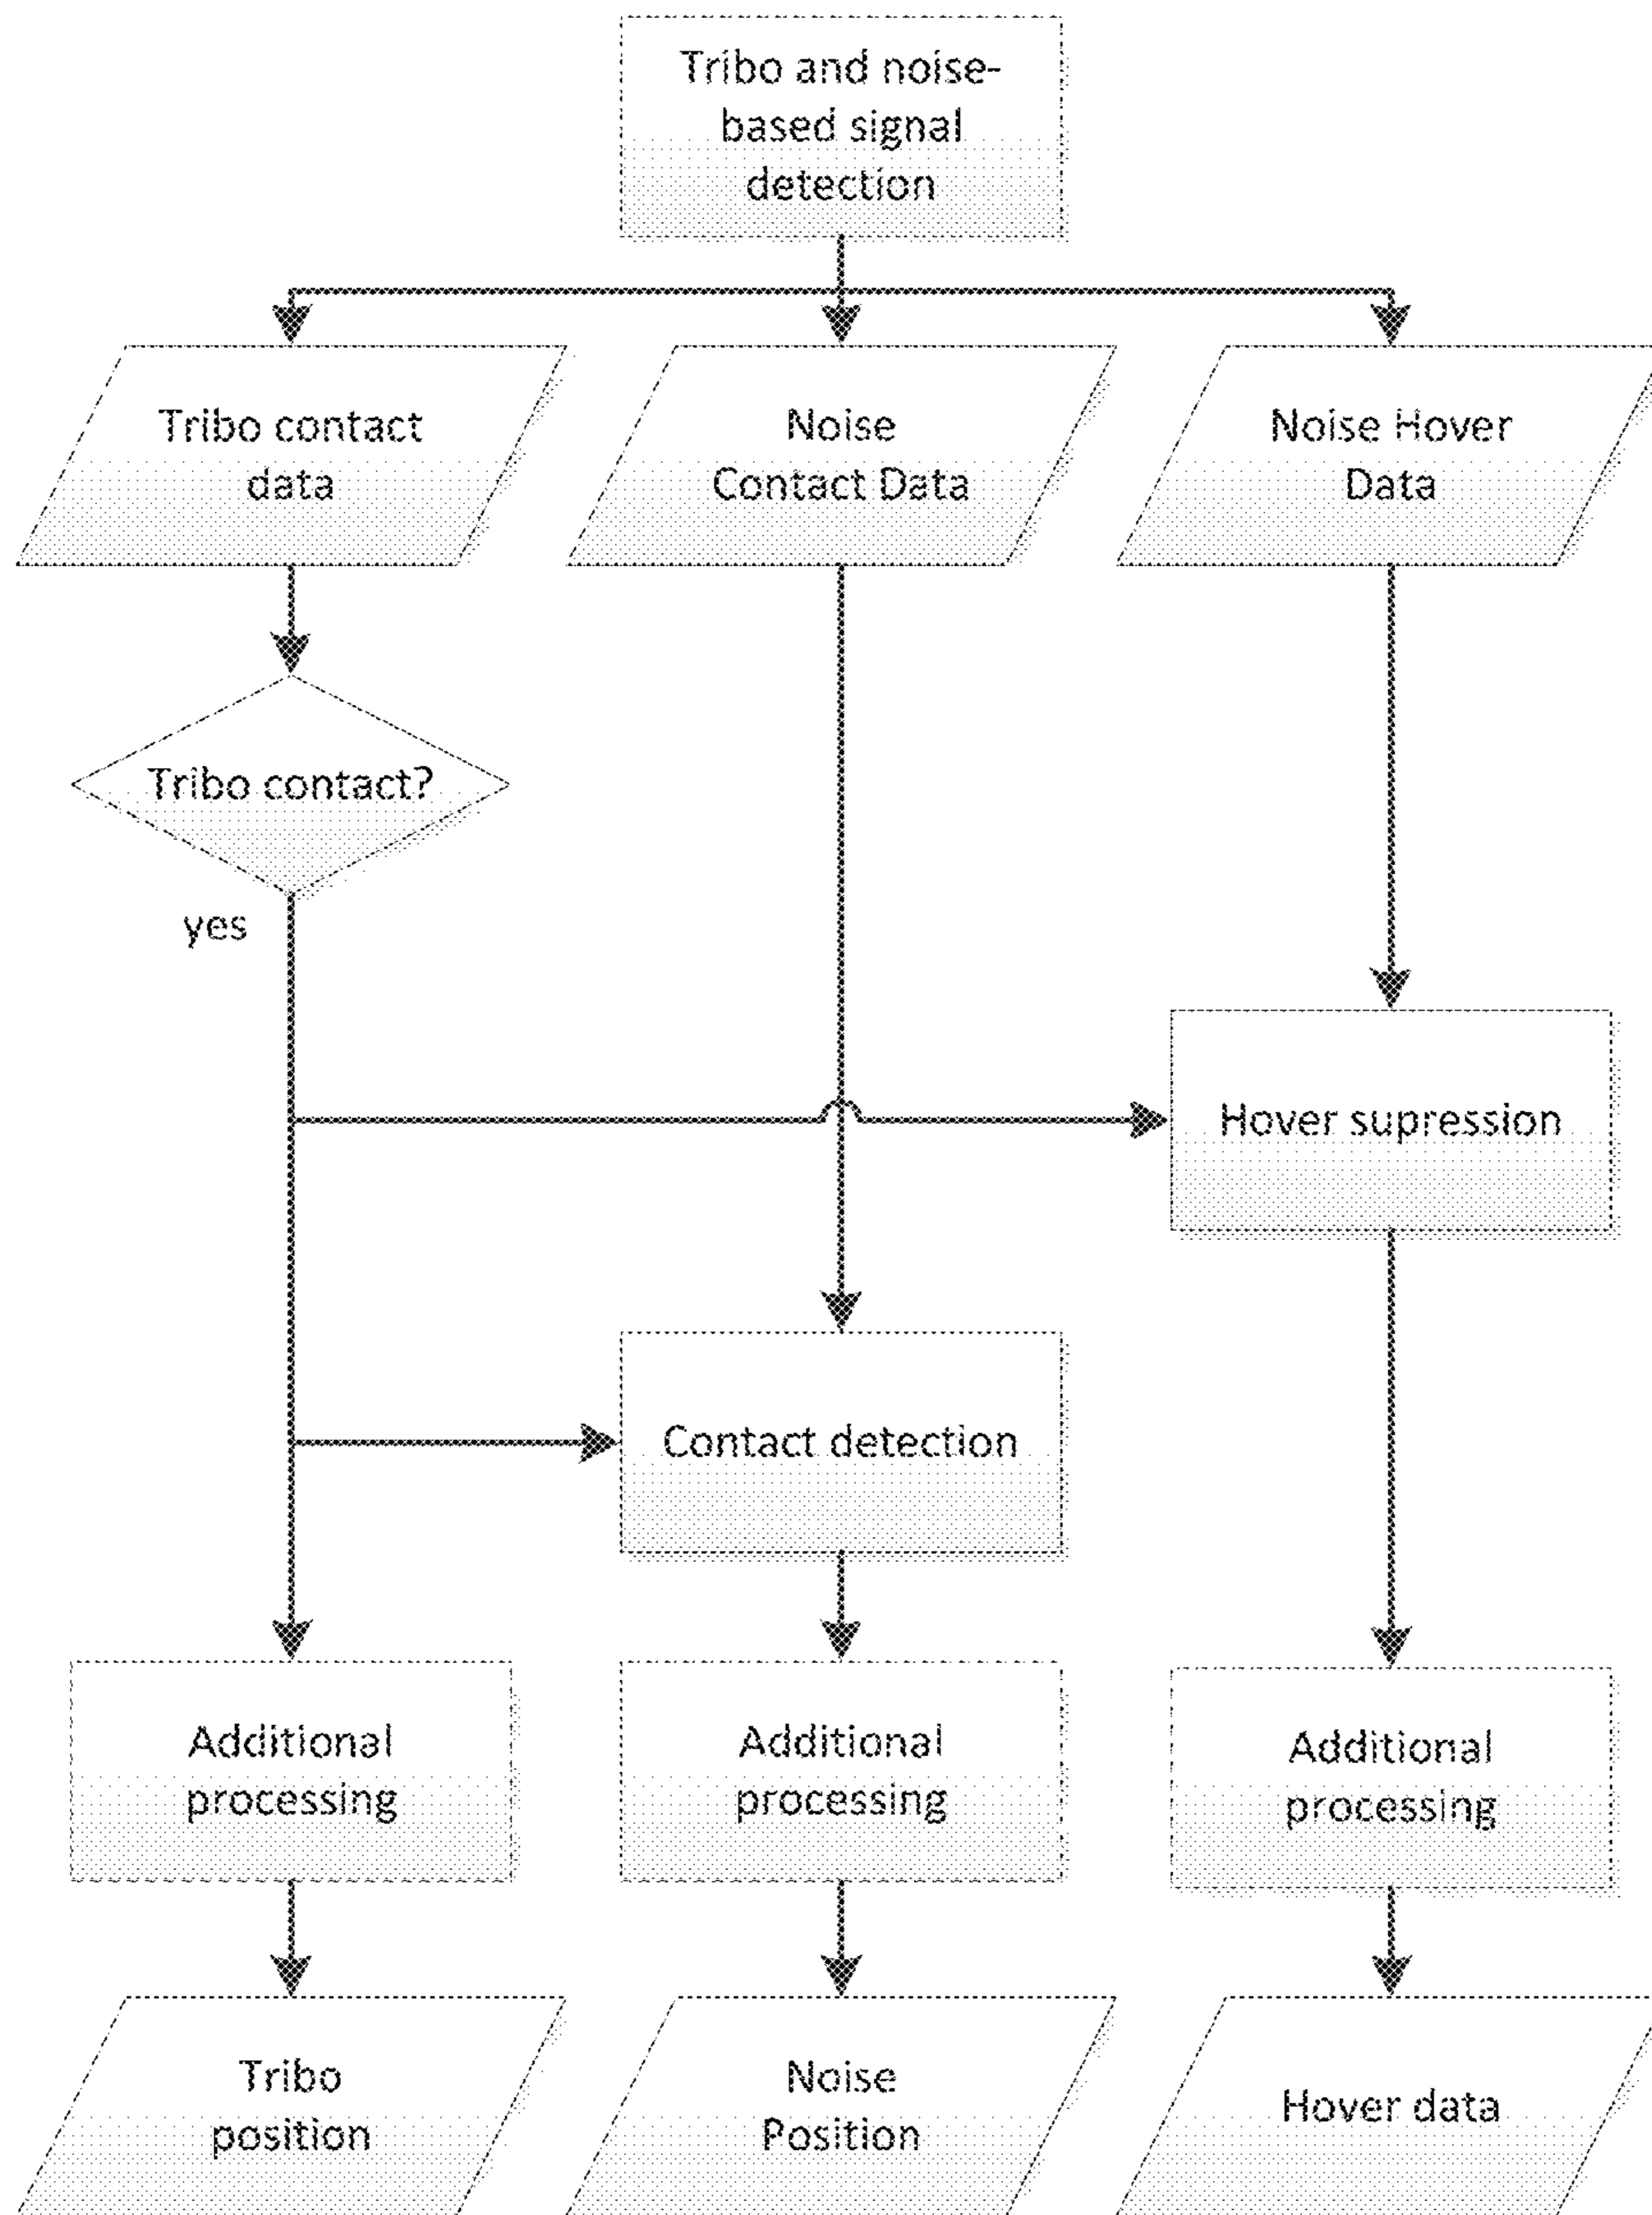 Tribo and noise-
based signal
detection
Tribo contact
data
Noise
Contact Data
Noise Hover
Data
Tribo contact?
yes
Hover supression
Contact detection
Additional
processing
Additional
processing
Additional
processing
Tribo
position
Noise
Position
Hover data